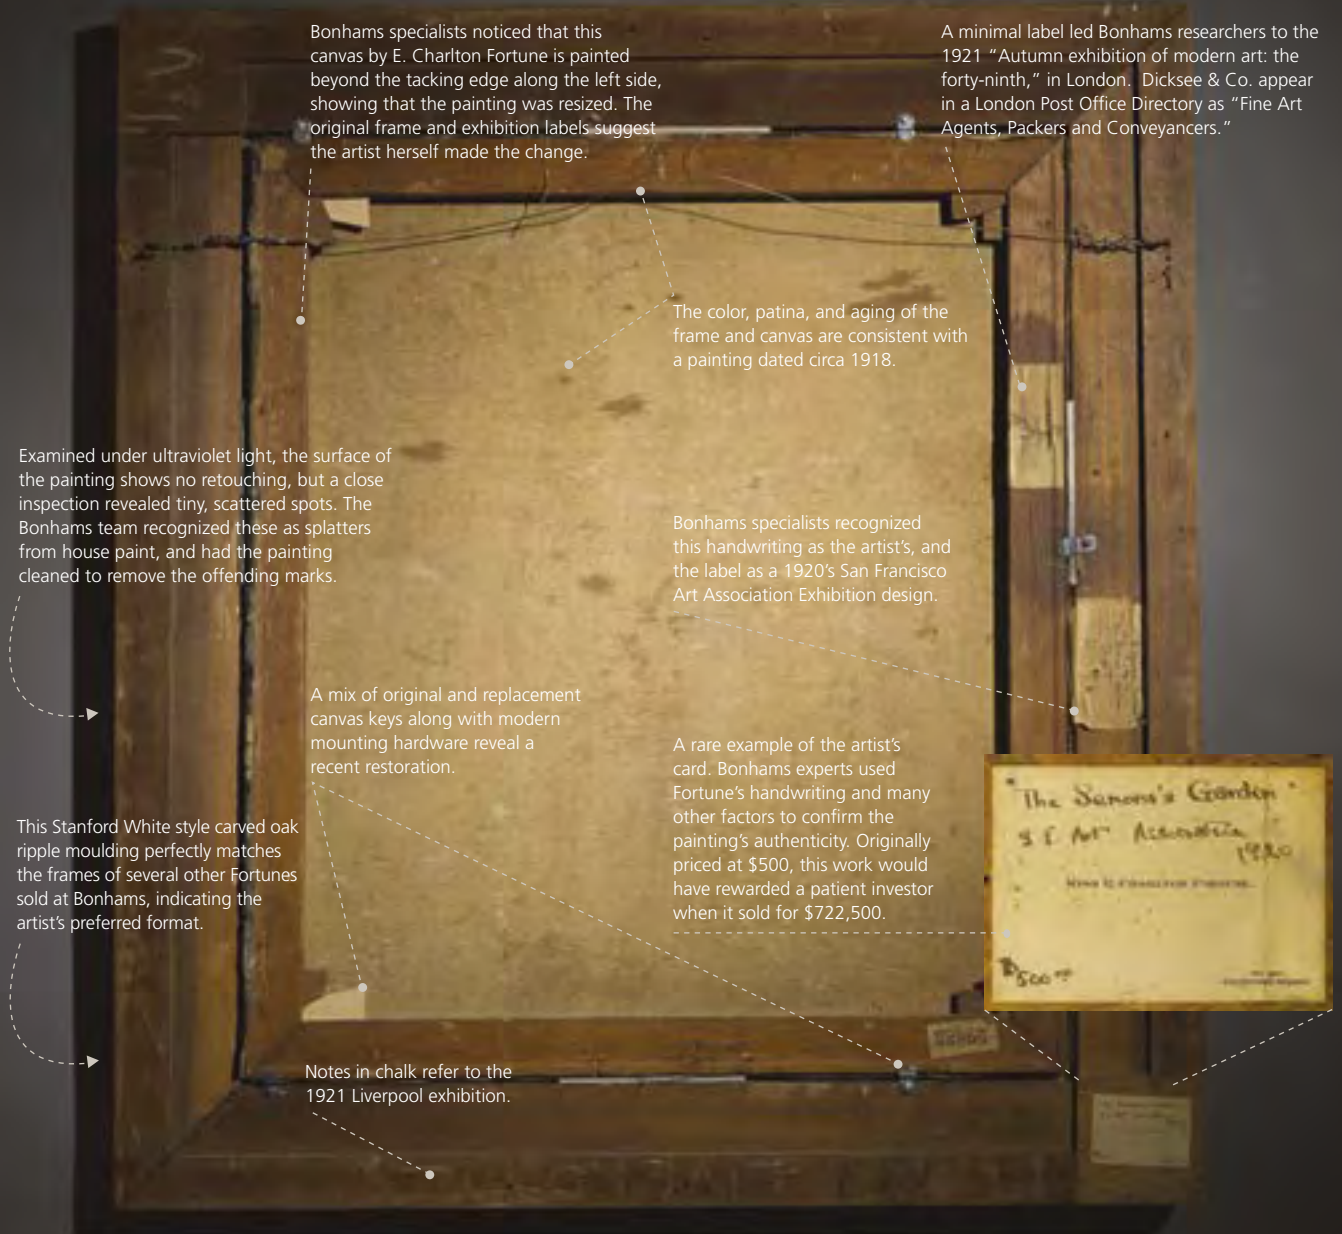 Bonhams specialists noticed that this
canvas by E. Charlton Fortune is painted
beyond the tacking edge along the left side,
showing that the painting was resized. The
original frame and exhibition labels suggest
the artist herself made the change.
A minimal label led Bonhams researchers to the
1921 “Autumn exhibition of modern art: the
forty-ninth,” in London. Dicksee & Co. appear
in a London Post Office Directory as “Fine Art
Agents, Packers and Conveyancers.”
The color, patina, and aging of the
frame and canvas are consistent with
a painting dated circa 1918.
Examined under ultraviolet light, the surface of
the painting shows no retouching, but a close
inspection revealed tiny, scattered spots. The
Bonhams team recognized these as splatters
from house paint, and had the painting
cleaned to remove the offending marks.
Bonhams specialists recognized
this handwriting as the artist’s, and
the label as a 1920’s San Francisco
Art Association Exhibition design.
A mix of original and replacement
canvas keys along with modern
mounting hardware reveal a
recent restoration.
A rare example of the artist’s
card. Bonhams experts used
Fortune’s handwriting and many
other factors to confirm the
painting’s authenticity. Originally
priced at $500, this work would
have rewarded a patient investor
when it sold for $722,500.
This Stanford White style carved oak
ripple moulding perfectly matches
the frames of several other Fortunes
sold at Bonhams, indicating the
artist’s preferred format.
Notes in chalk refer to the
1921 Liverpool exhibition.
"The Garden"
S F Art Association
1920
$500